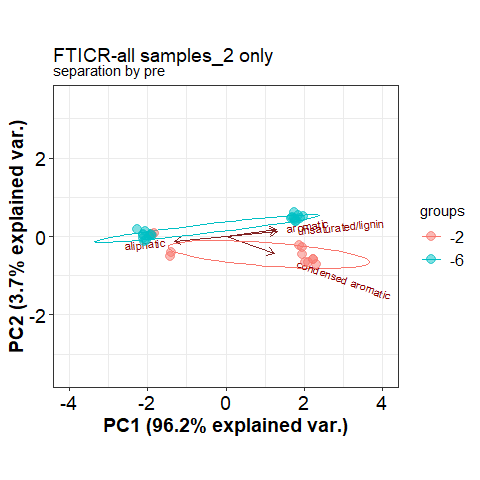 FTICR-all samples_2 only
separation by pre
groups
-2
-6
2
0
-2
aliphatic
aromatic
unsaturated/lignin
condensed aromatic
-4
-2
0
2
4
PC1 (96.2% explained var.)
PC2 (3.7% explained var.)